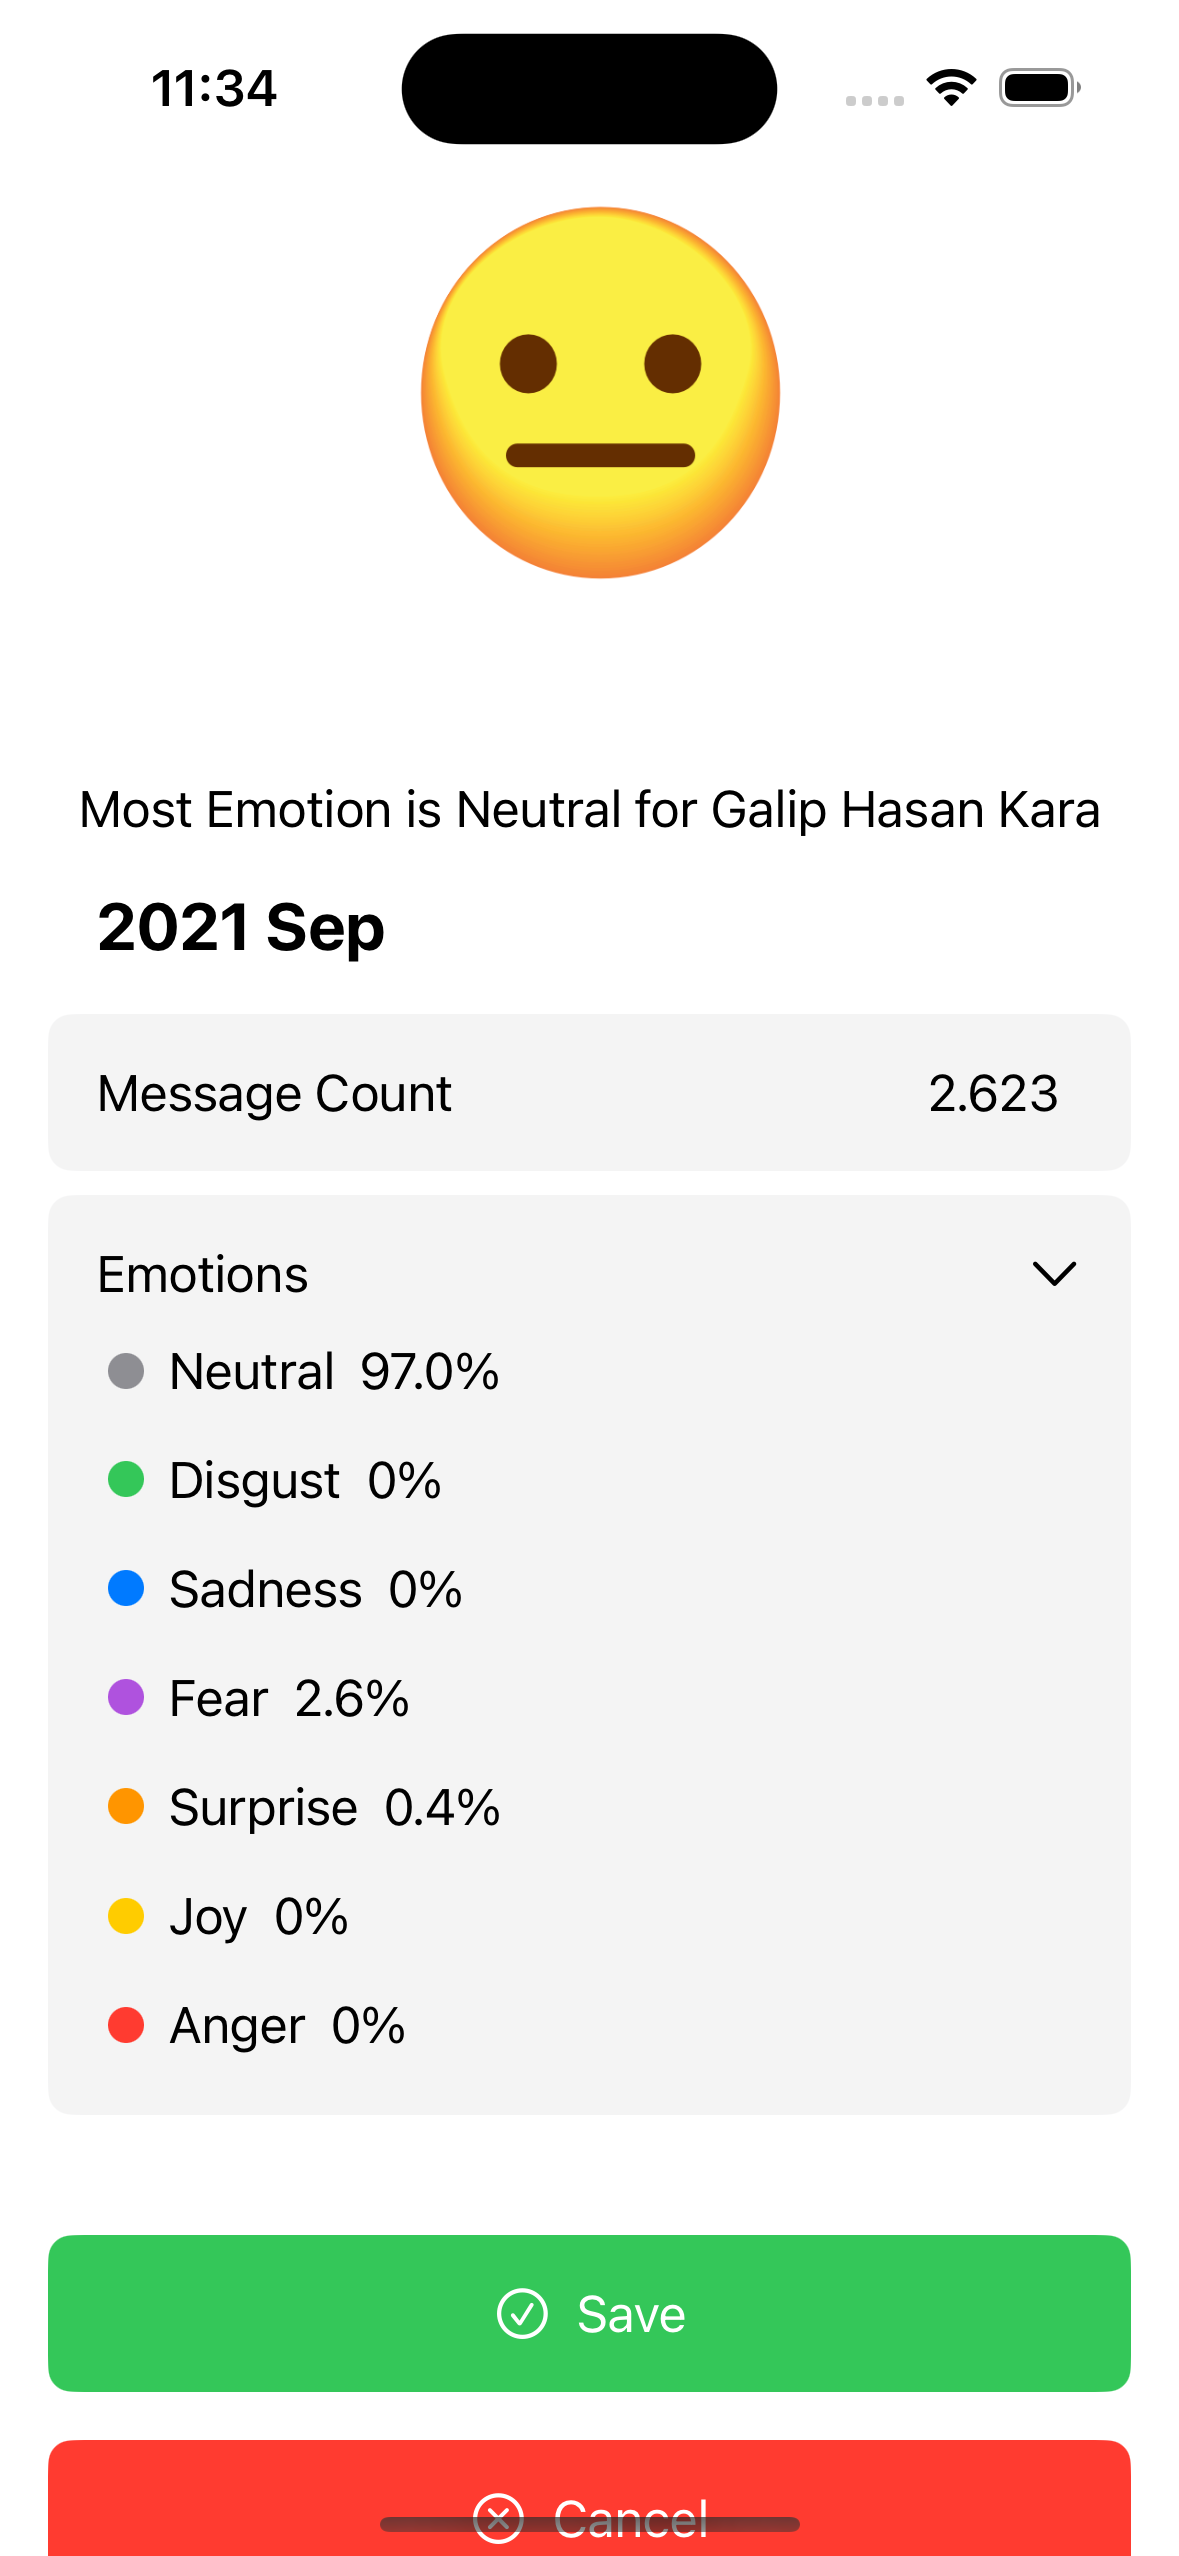 11:34
Most Emotion is Neutral for Galip Hasan Kara
2021 Sep
Message Count 2.623
Emotions
Neutral 97.0%
Disgust 0%
Sadness 0%
Fear 2.6%
Surprise 0.4%
Joy 0%
Anger 0%
Save
Cancel